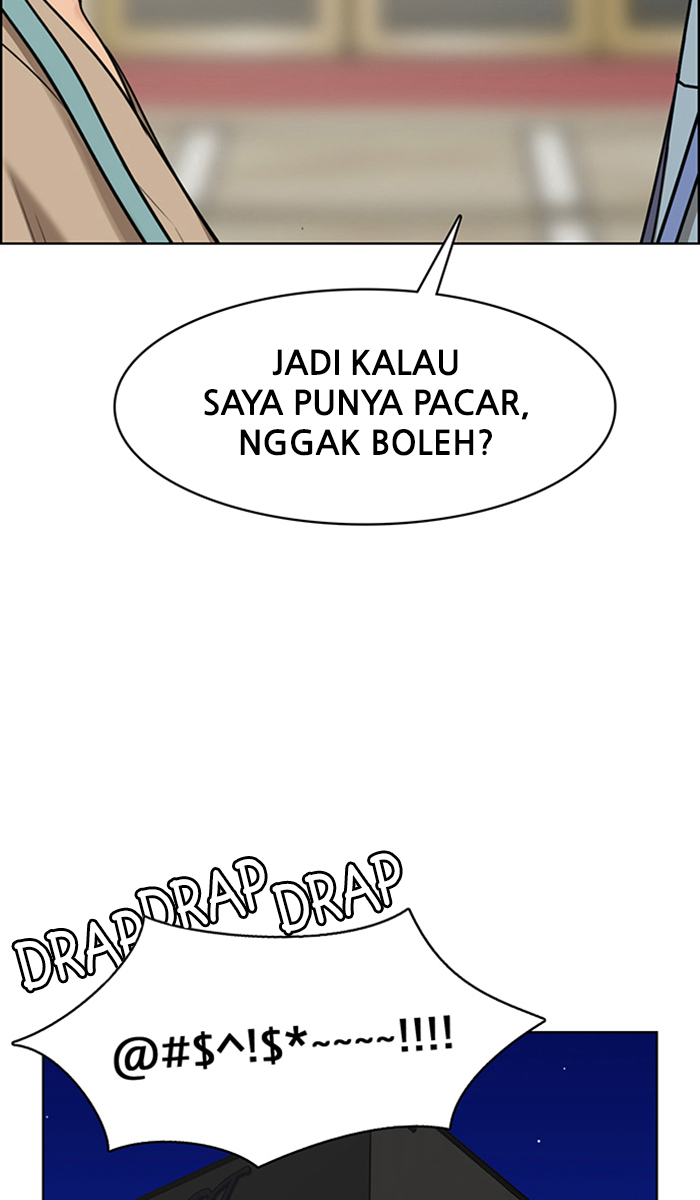 JADI KALAU
SAYA PUNYA PACAR,
NGGAK BOLEH?
DRAP DRAP DRAP
@#$^!$*~~~~!!!!